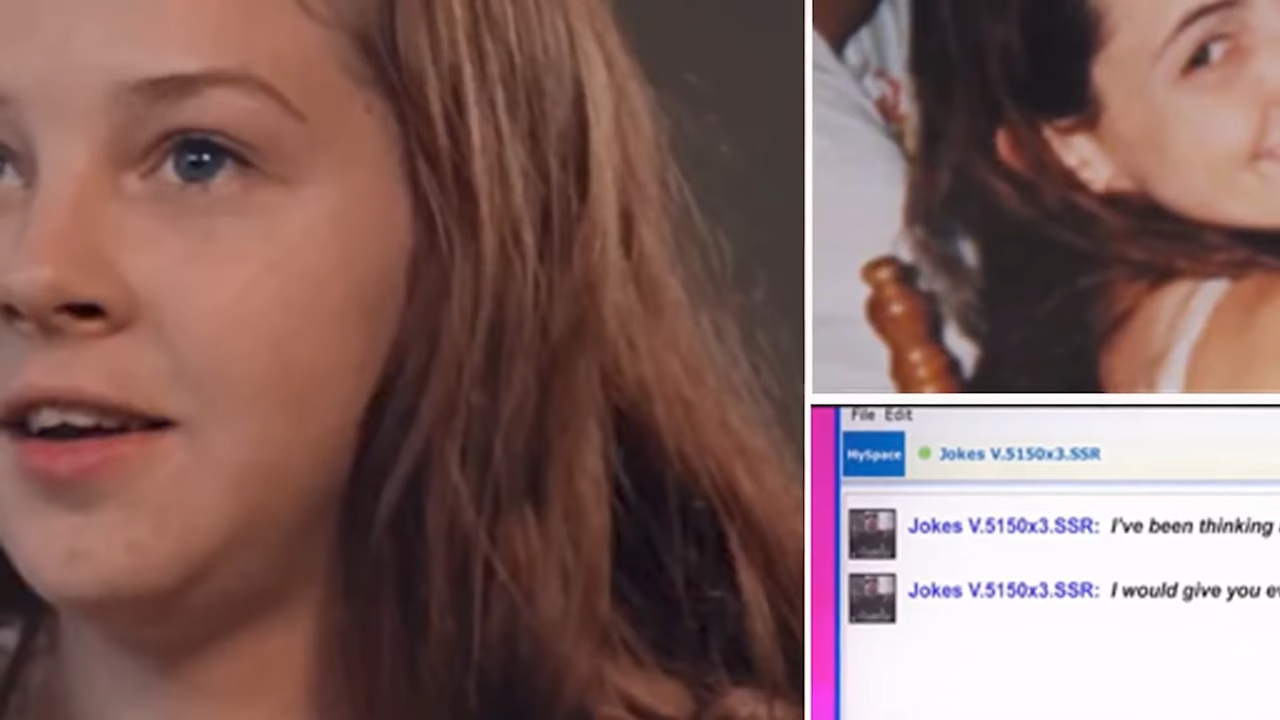 File Edit
MySpace Jokes V.5150x3.SSR
Jokes V.5150x3.SSR: I've been thinking
Jokes V.5150x3.SSR: I would give you